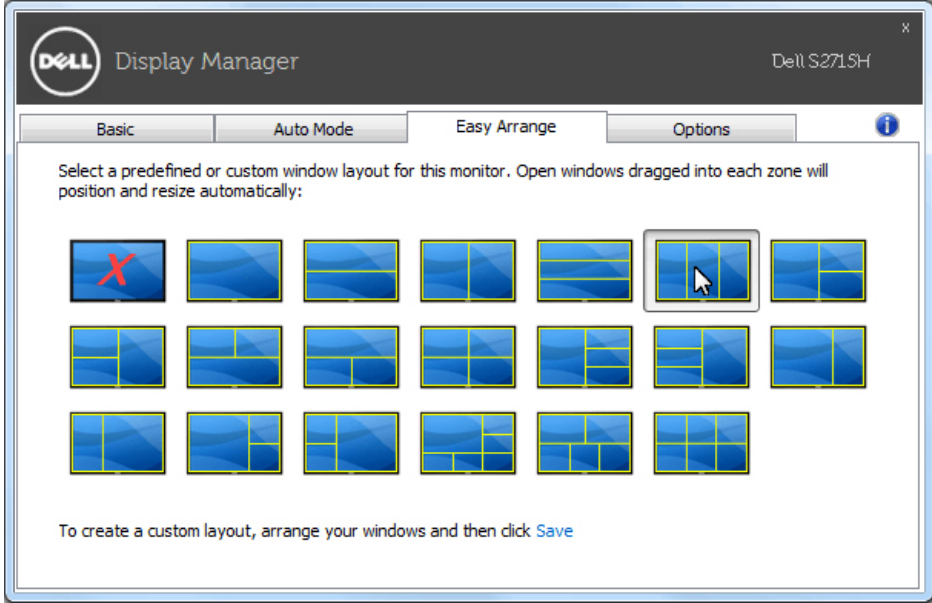 DELL Display Manager
x
Dell S2715H
Basic Auto Mode Easy Arrange Options
Select a predefined or custom window layout for this monitor. Open windows dragged into each zone will
position and resize automatically:
X
To create a custom layout, arrange your windows and then click Save